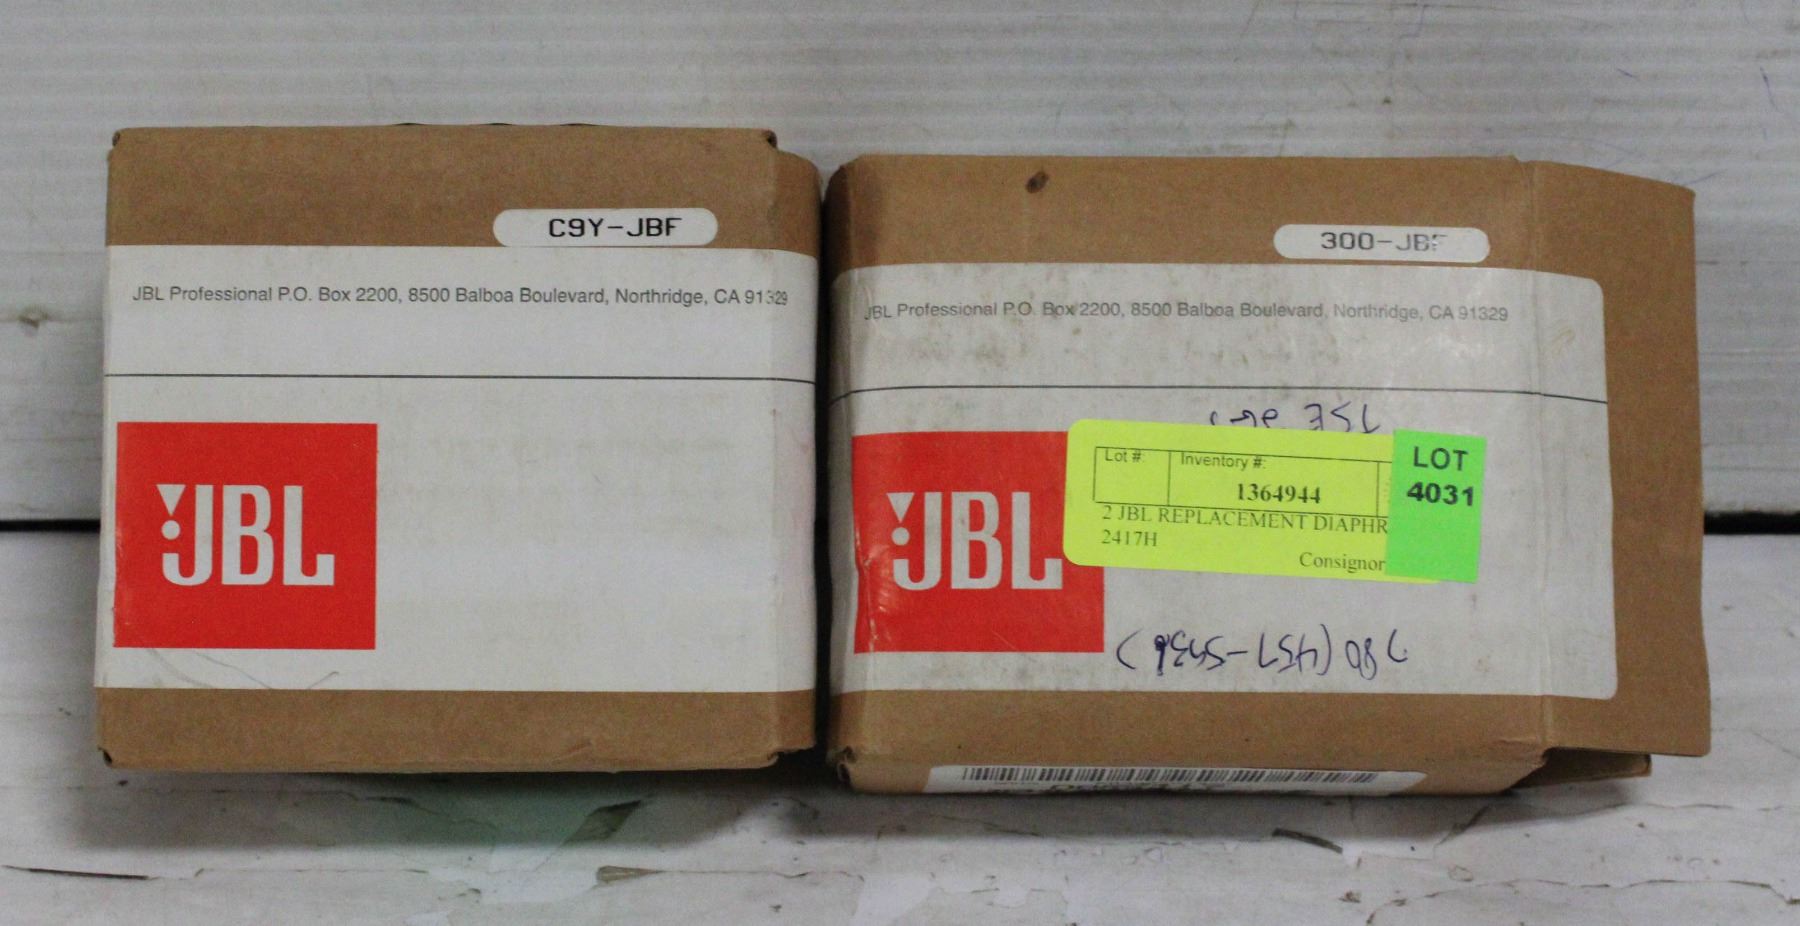 C9Y-JBF
JBL Professional P.O. Box 2200, 8500 Balboa Boulevard, Northridge, CA 91329
JBL
300-JBF
JBL Professional P.O. Box 2200, 8500 Balboa Boulevard, Northridge, CA 91329
JBL
Lot #: Inventory #:
1364944
2 JBL REPLACEMENT DIAPHR
2417H
Consignor
LOT
4031